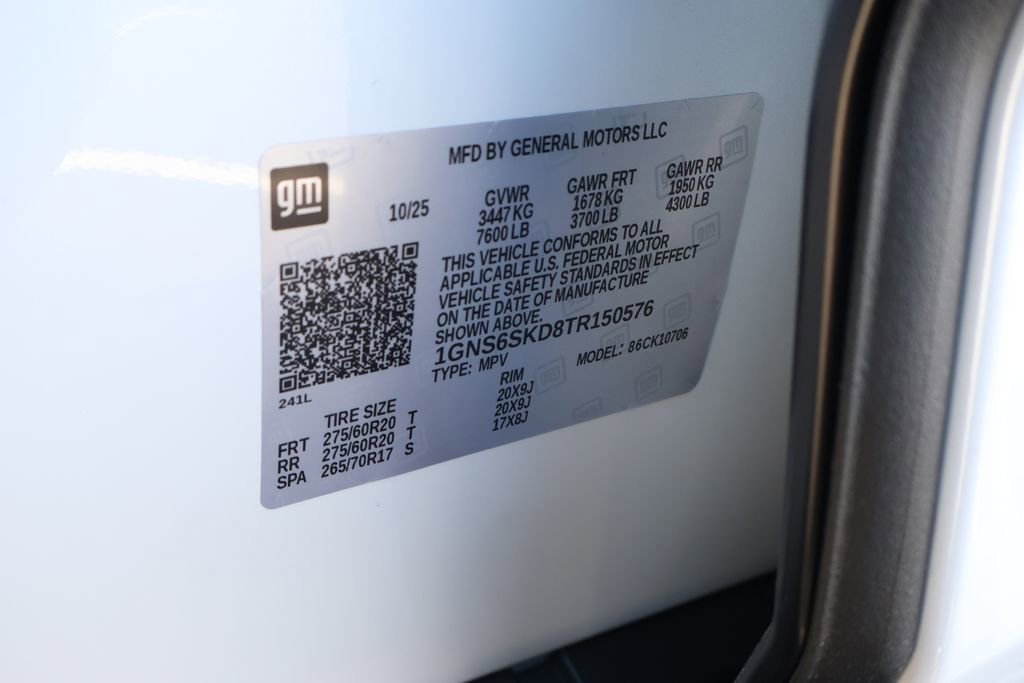 MFD BY GENERAL MOTORS LLC
gm
10/25
GVWR GAWR FRT GAWR RR
3447 KG 1678 KG 1950 KG
7600 LB 3700 LB 4300 LB
THIS VEHICLE CONFORMS TO ALL
APPLICABLE U.S. FEDERAL MOTOR
VEHICLE SAFETY STANDARDS IN EFFECT
ON THE DATE OF MANUFACTURE
SHOWN ABOVE.
1GNS6SKD8TR150576
TYPE: MPV MODEL: 86CK10706
241L
TIRE SIZE RIM
FRT 275/60R20 T 20X9J
RR 275/60R20 T 20X9J
SPA 265/70R17 S 17X8J